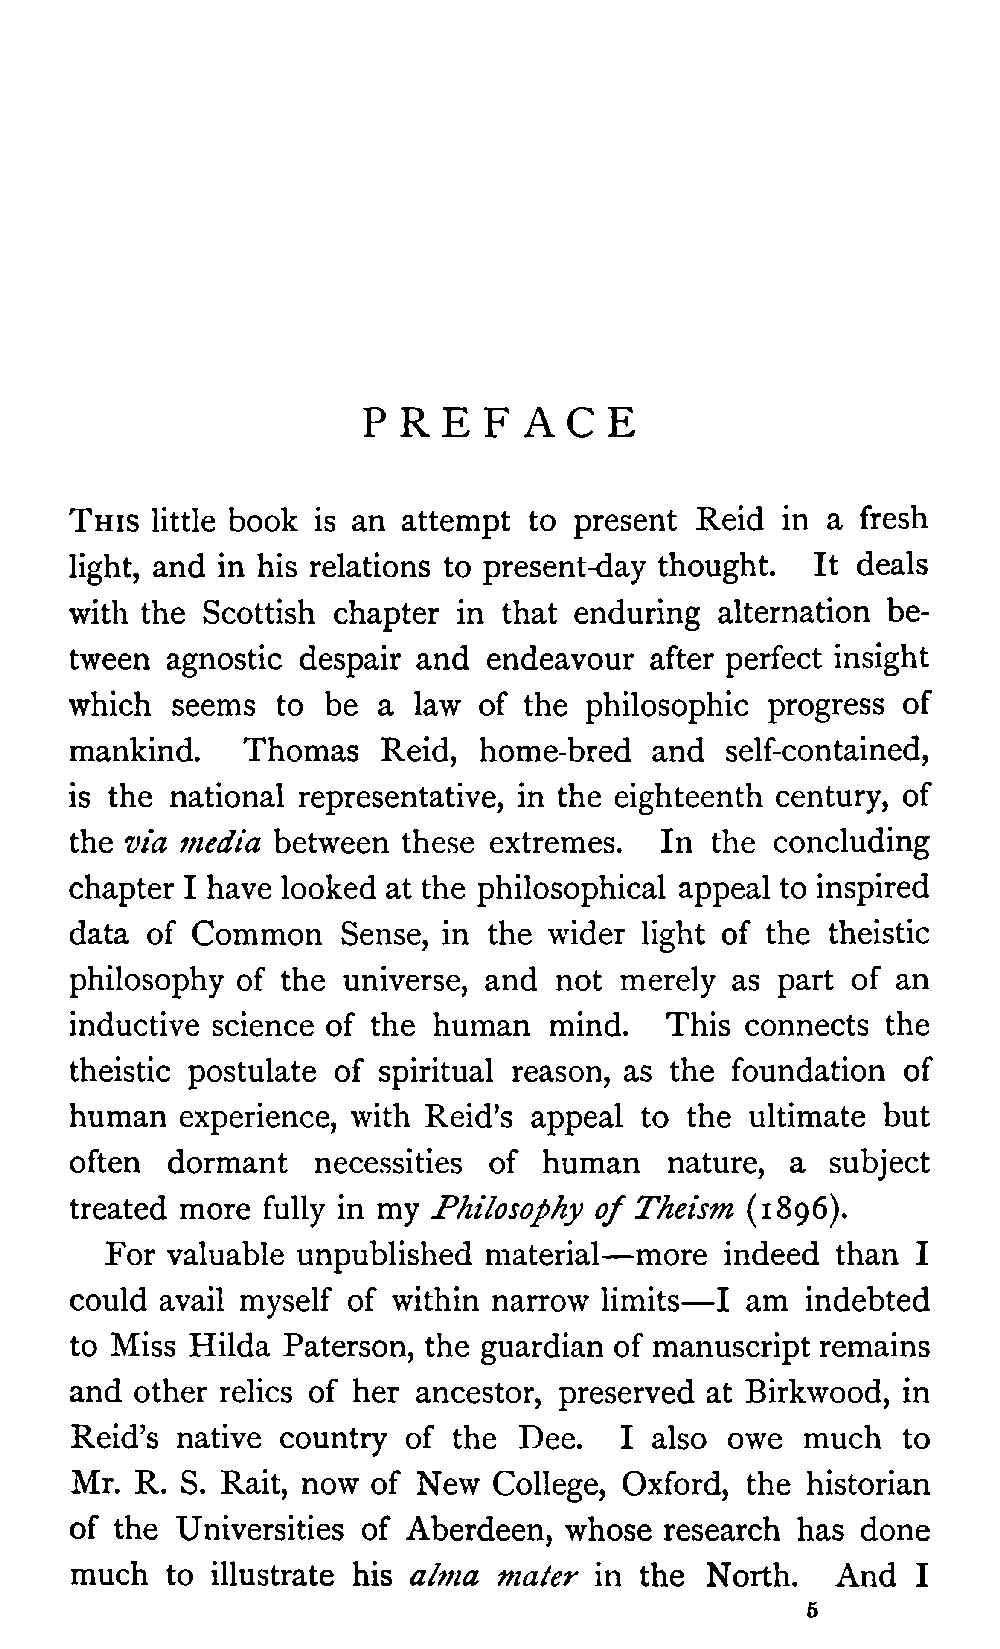 PREFACE
This little book is an attempt to present Reid in a fresh
light, and in his relations to present-day thought. It deals
with the Scottish chapter in that enduring alternation be-
tween agnostic despair and endeavour after perfect insight
which seems to be a law of the philosophic progress of
mankind. Thomas Reid, home-bred and self-contained,
is the national representative, in the eighteenth century, of
the via media between these extremes. In the concluding
chapter I have looked at the philosophical appeal to inspired
data of Common Sense, in the wider light of the theistic
philosophy of the universe, and not merely as part of an
inductive science of the human mind. This connects the
theistic postulate of spiritual reason, as the foundation of
human experience, with Reid's appeal to the ultimate but
often dormant necessities of human nature, a subject
treated more fully in my Philosophy of Theism (1896).
For valuable unpublished material—more indeed than I
could avail myself of within narrow limits—I am indebted
to Miss Hilda Paterson, the guardian of manuscript remains
and other relics of her ancestor, preserved at Birkwood, in
Reid's native country of the Dee. I also owe much to
Mr. R. S. Rait, now of New College, Oxford, the historian
of the Universities of Aberdeen, whose research has done
much to illustrate his alma mater in the North. And I
5